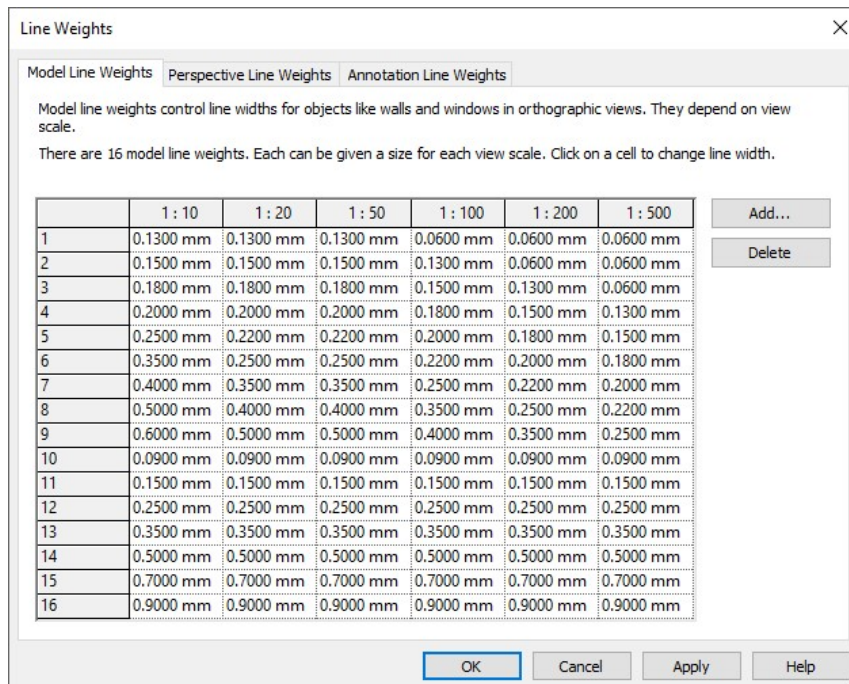 Line Weights
Model Line Weights Perspective Line Weights Annotation Line Weights
Model line weights control line widths for objects like walls and windows in orthographic views. They depend on view
scale.
There are 16 model line weights. Each can be given a size for each view scale. Click on a cell to change line width.
1 : 10 1 : 20 1 : 50 1 : 100 1 : 200 1 : 500 Add...
1 0.1300 mm 0.1300 mm 0.1300 mm 0.0600 mm 0.0600 mm 0.0600 mm
2 0.1500 mm 0.1500 mm 0.1500 mm 0.1300 mm 0.0600 mm 0.0600 mm Delete
3 0.1800 mm 0.1800 mm 0.1800 mm 0.1500 mm 0.1300 mm 0.0600 mm
4 0.2000 mm 0.2000 mm 0.2000 mm 0.1800 mm 0.1500 mm 0.1300 mm
5 0.2500 mm 0.2200 mm 0.2200 mm 0.2000 mm 0.1800 mm 0.1500 mm
6 0.3500 mm 0.2500 mm 0.2500 mm 0.2200 mm 0.2000 mm 0.1800 mm
7 0.4000 mm 0.3500 mm 0.3500 mm 0.2500 mm 0.2200 mm 0.2000 mm
8 0.5000 mm 0.4000 mm 0.4000 mm 0.3500 mm 0.2500 mm 0.2200 mm
9 0.6000 mm 0.5000 mm 0.5000 mm 0.4000 mm 0.3500 mm 0.2500 mm
10 0.0900 mm 0.0900 mm 0.0900 mm 0.0900 mm 0.0900 mm 0.0900 mm
11 0.1500 mm 0.1500 mm 0.1500 mm 0.1500 mm 0.1500 mm 0.1500 mm
12 0.2500 mm 0.2500 mm 0.2500 mm 0.2500 mm 0.2500 mm 0.2500 mm
13 0.3500 mm 0.3500 mm 0.3500 mm 0.3500 mm 0.3500 mm 0.3500 mm
14 0.5000 mm 0.5000 mm 0.5000 mm 0.5000 mm 0.5000 mm 0.5000 mm
15 0.7000 mm 0.7000 mm 0.7000 mm 0.7000 mm 0.7000 mm 0.7000 mm
16 0.9000 mm 0.9000 mm 0.9000 mm 0.9000 mm 0.9000 mm 0.9000 mm
OK Cancel Apply Help